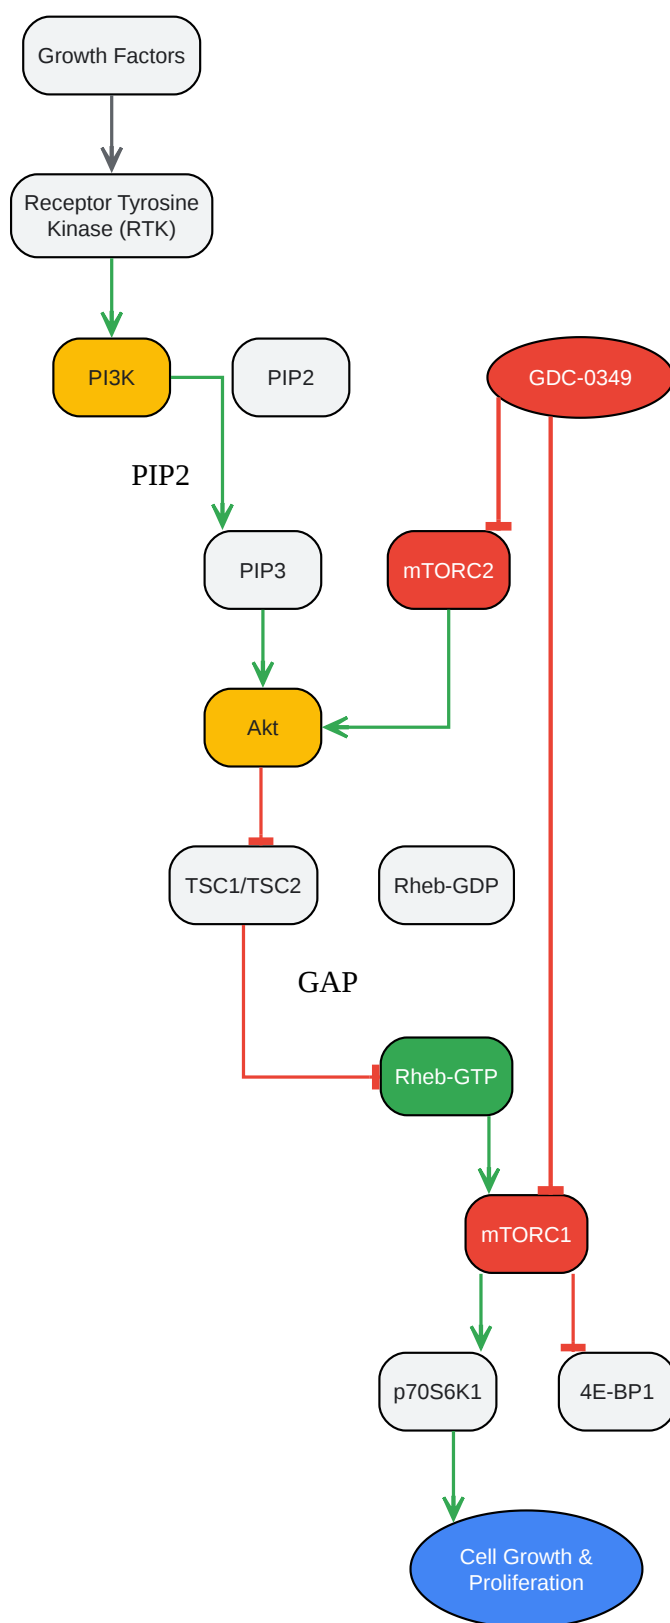 Growth Factors
Receptor Tyrosine
Kinase (RTK)
PI3K
PIP2
GDC-0349
PIP2
PIP3
mTORC2
Akt
TSC1/TSC2
Rheb-GDP
GAP
Rheb-GTP
mTORC1
p70S6K1
4E-BP1
Cell Growth &
Proliferation